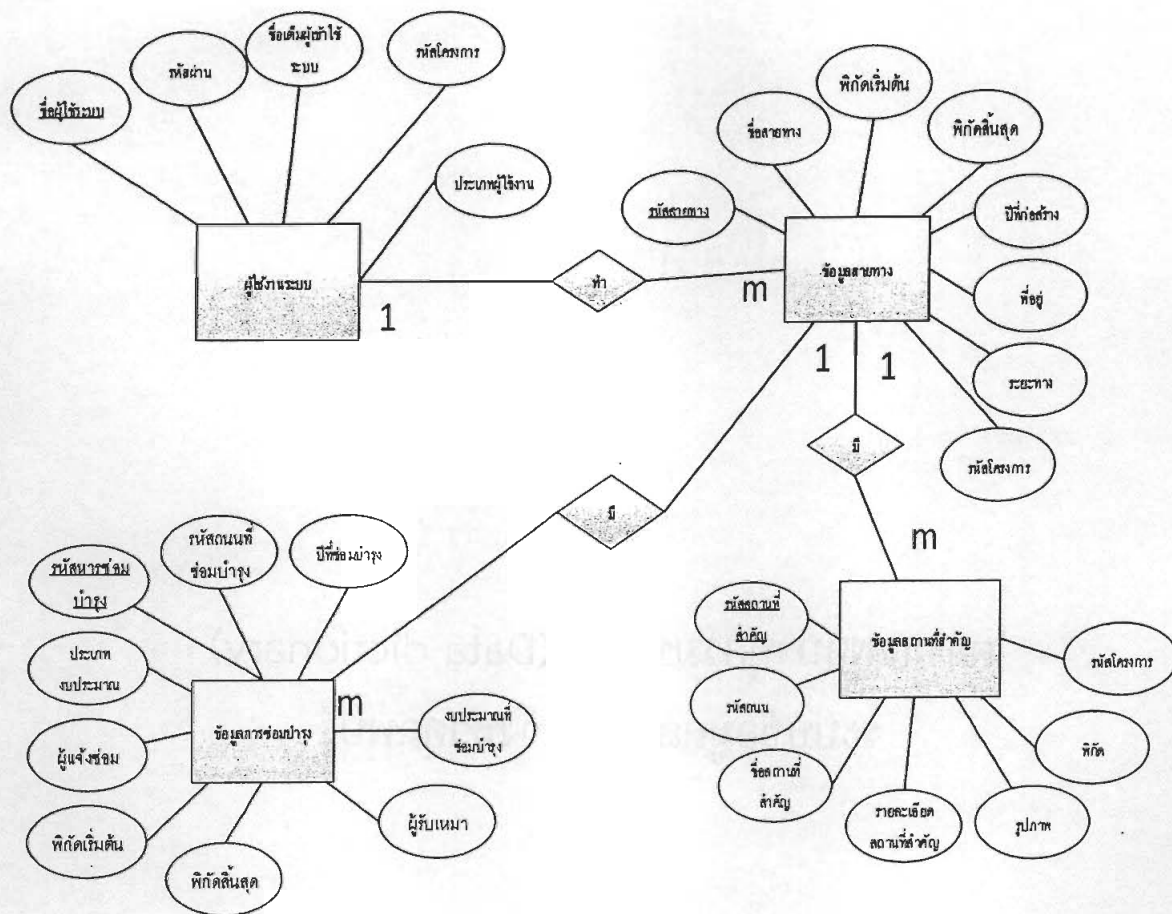 ชื่อผู้ใช้ระบบ
รหัสผ่าน
ชื่อเต็มผู้เข้าใช้
ระบบ
รหัสโครงการ
ประเภทผู้ใช้งาน
ผู้ใช้งานระบบ
1
ทำ
m
รหัสสายทาง
ชื่อสายทาง
พิกัดเริ่มต้น
พิกัดสิ้นสุด
ปีที่ก่อสร้าง
ที่อยู่
ระยะทาง
รหัสโครงการ
ข้อมูลสายทาง
1
1
มี
มี
m
รหัสสถานที่
สำคัญ
รหัสถนน
ชื่อสถานที่
สำคัญ
รายละเอียด
สถานที่สำคัญ
รูปภาพ
พิกัด
รหัสโครงการ
ข้อมูลสถานที่สำคัญ
รหัสหารซ่อม
บำรุง
รหัสถนนที่
ซ่อมบำรุง
ปีที่ซ่อมบำรุง
ประเภท
งบประมาณ
ผู้แจ้งซ่อม
พิกัดเริ่มต้น
พิกัดสิ้นสุด
ผู้รับเหมา
งบประมาณที่
ซ่อมบำรุง
m
ข้อมูลการซ่อมบำรุง
(Data dictionary)